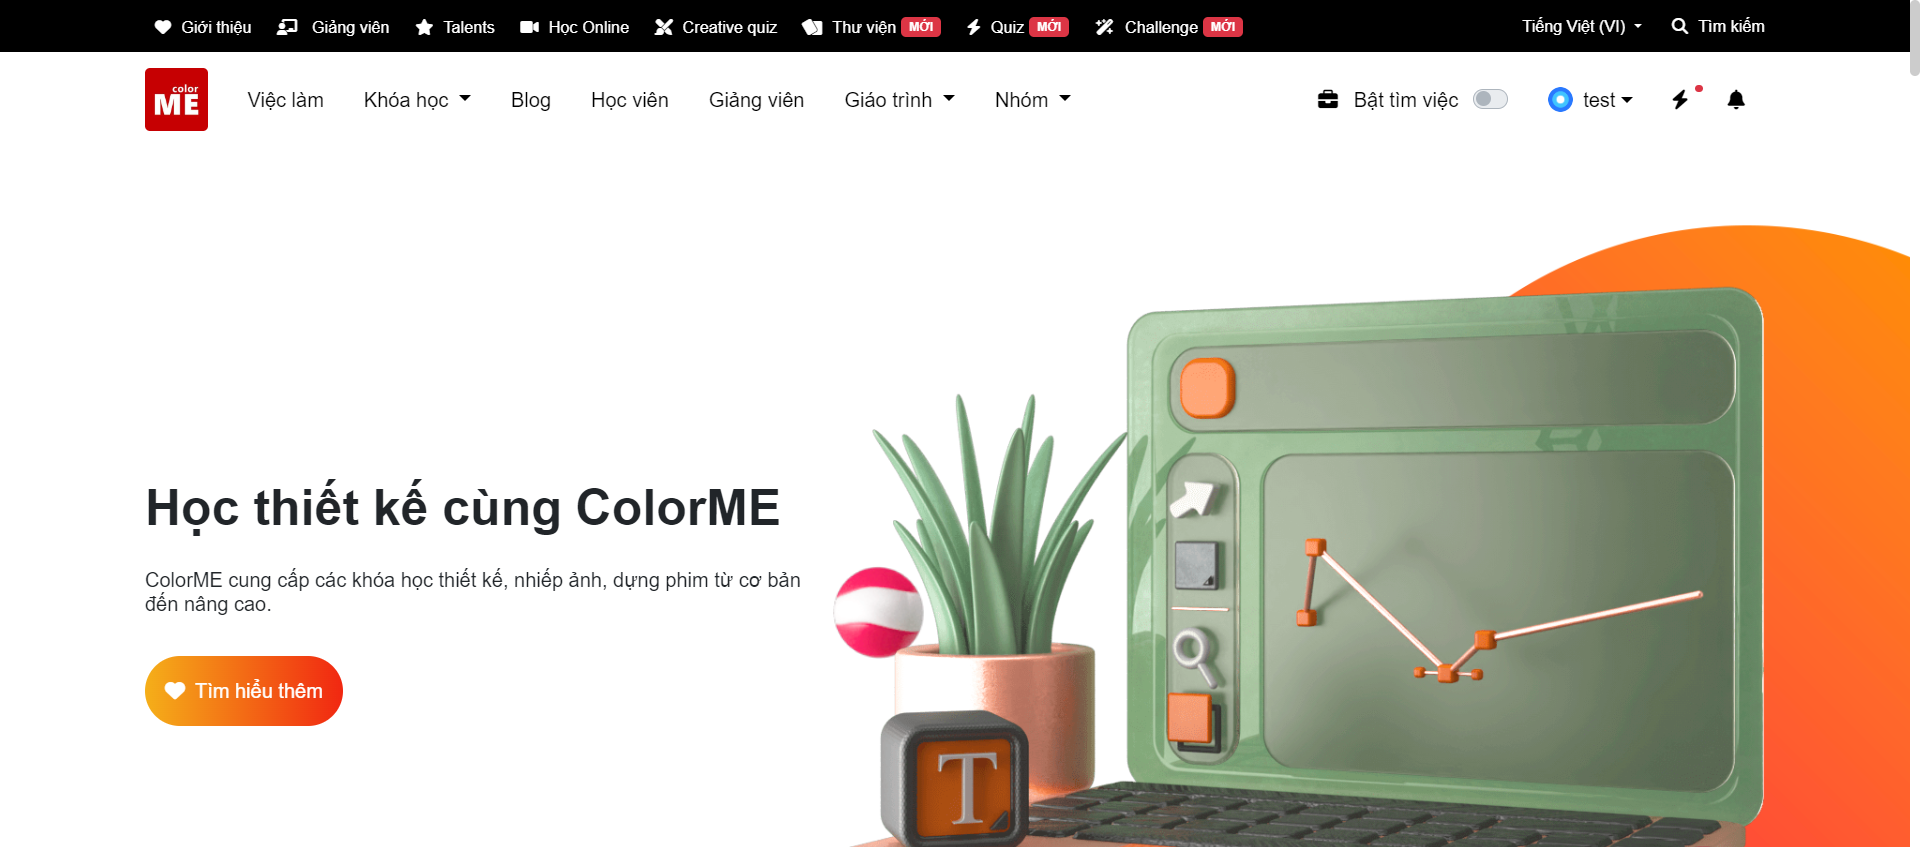 Giới thiệu Giảng viên Talents Học Online Creative quiz Thư viện MỚI Quiz MỚI Challenge MỚI Tiếng Việt (VI) Tìm kiếm
color
ME
Việc làm Khóa học Blog Học viên Giảng viên Giáo trình Nhóm Bật tìm việc test
Học thiết kế cùng ColorME
ColorME cung cấp các khóa học thiết kế, nhiếp ảnh, dựng phim từ cơ bản
đến nâng cao.
Tìm hiểu thêm
T